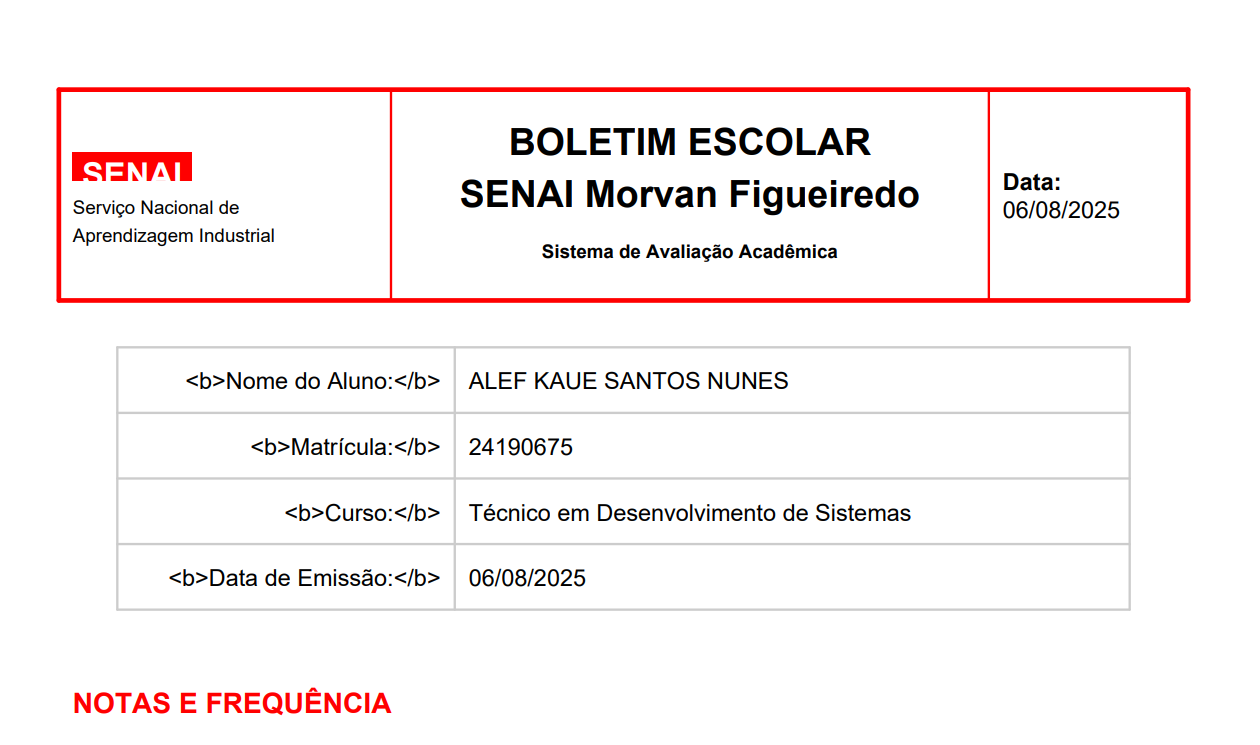 SENAI
Serviço Nacional de
Aprendizagem Industrial
BOLETIM ESCOLAR
SENAI Morvan Figueiredo
Sistema de Avaliação Acadêmica
Data:
06/08/2025
<b>Nome do Aluno:</b> ALEF KAUE SANTOS NUNES
<b>Matrícula:</b> 24190675
<b>Curso:</b> Técnico em Desenvolvimento de Sistemas
<b>Data de Emissão:</b> 06/08/2025
NOTAS E FREQUÊNCIA